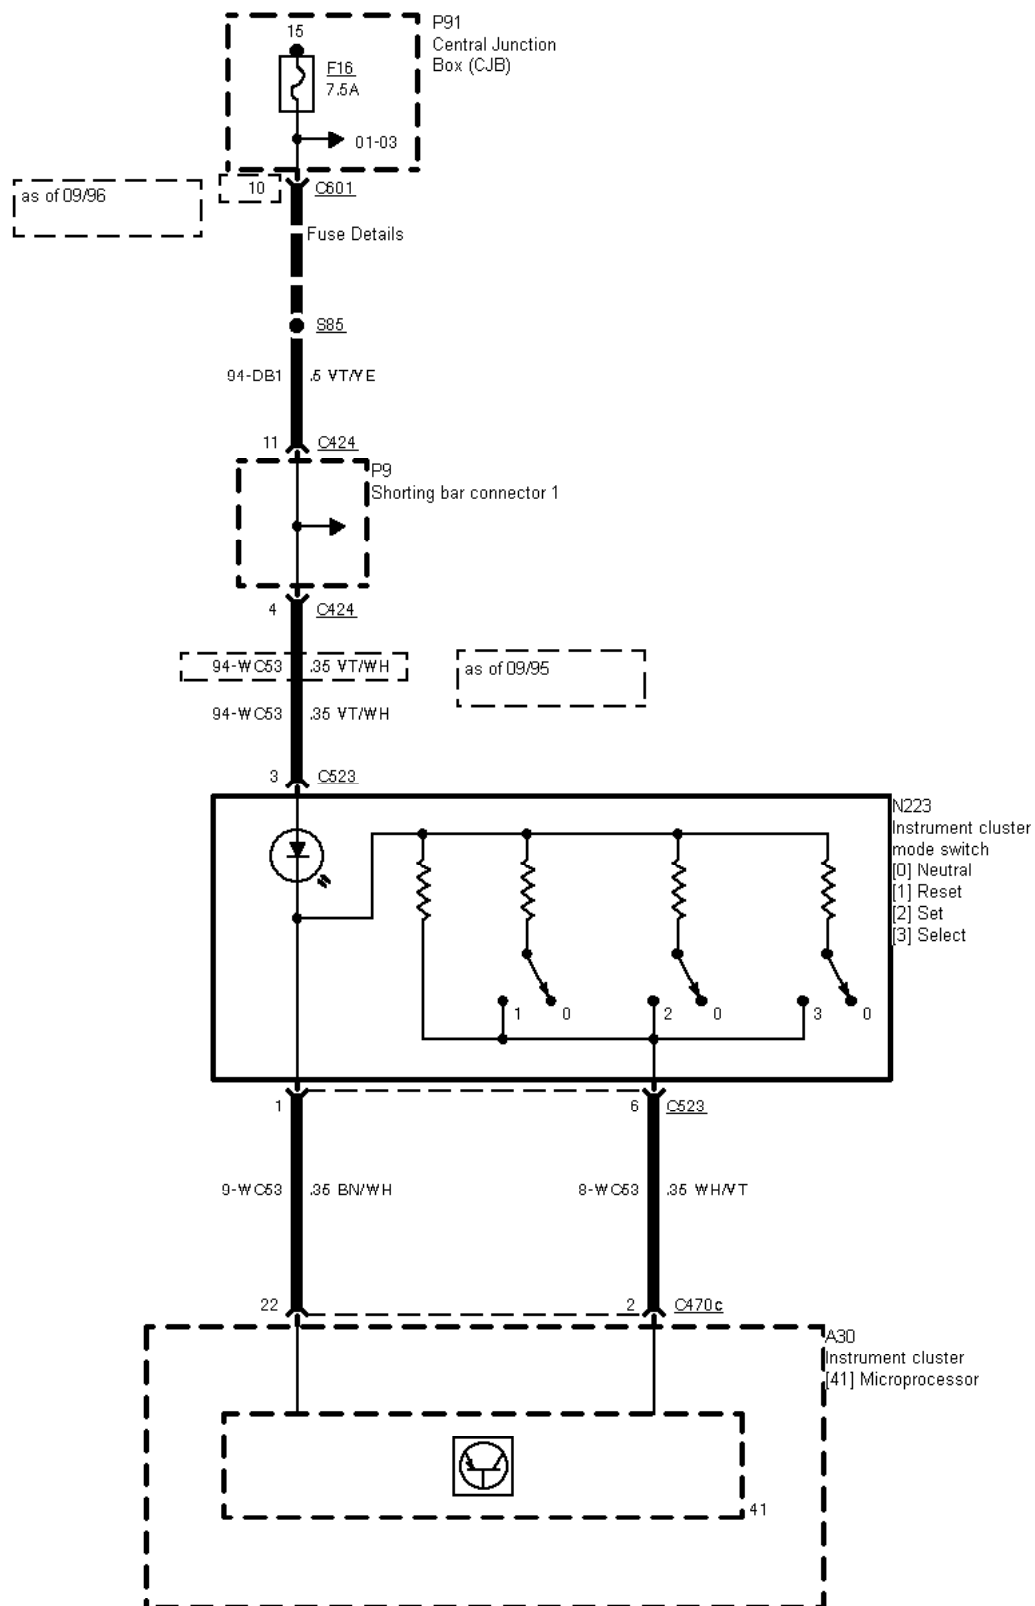 P91
Central Junction
Box (CJB)
15
F16
7.5A
01-03
as of 09/96
10
C601
Fuse Details
S85
94-DB1
.5 VT/YE
11
C424
P9
Shorting bar connector 1
4
C424
94-WC53
.35 VT/WH
as of 09/95
94-WC53
.35 VT/WH
3
C523
N223
Instrument cluster
mode switch
[0] Neutral
[1] Reset
[2] Set
[3] Select
1
0
2
0
3
0
1
6
C523
9-WC53
.35 BN/WH
8-WC53
.35 WH/VT
22
2
C470c
A30
Instrument cluster
[41] Microprocessor
41